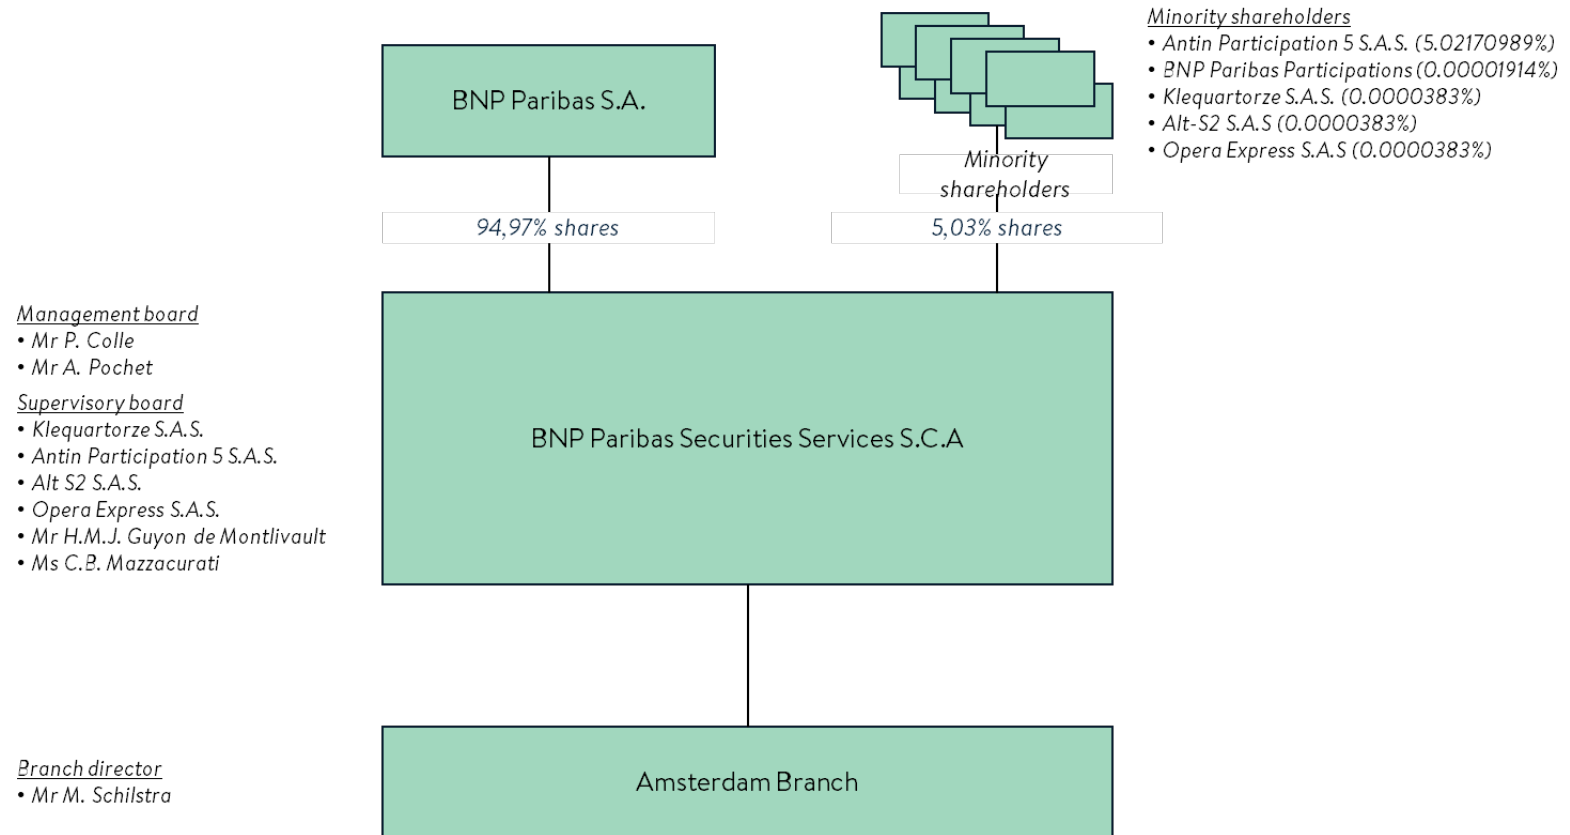 BNP Paribas S.A.
Minority shareholders
• Antin Participation 5 S.A.S. (5.02170989%)
• BNP Paribas Participations (0.00001914%)
• Klequartorze S.A.S. (0.0000383%)
• Alt-S2 S.A.S (0.0000383%)
• Opera Express S.A.S (0.0000383%)
Minority
shareholders
94,97% shares
5,03% shares
Management board
• Mr P. Colle
• Mr A. Pochet
Supervisory board
• Klequartorze S.A.S.
• Antin Participation 5 S.A.S.
• Alt S2 S.A.S.
• Opera Express S.A.S.
• Mr H.M.J. Guyon de Montlivault
• Ms C.B. Mazzacurati
BNP Paribas Securities Services S.C.A
Branch director
• Mr M. Schilstra
Amsterdam Branch